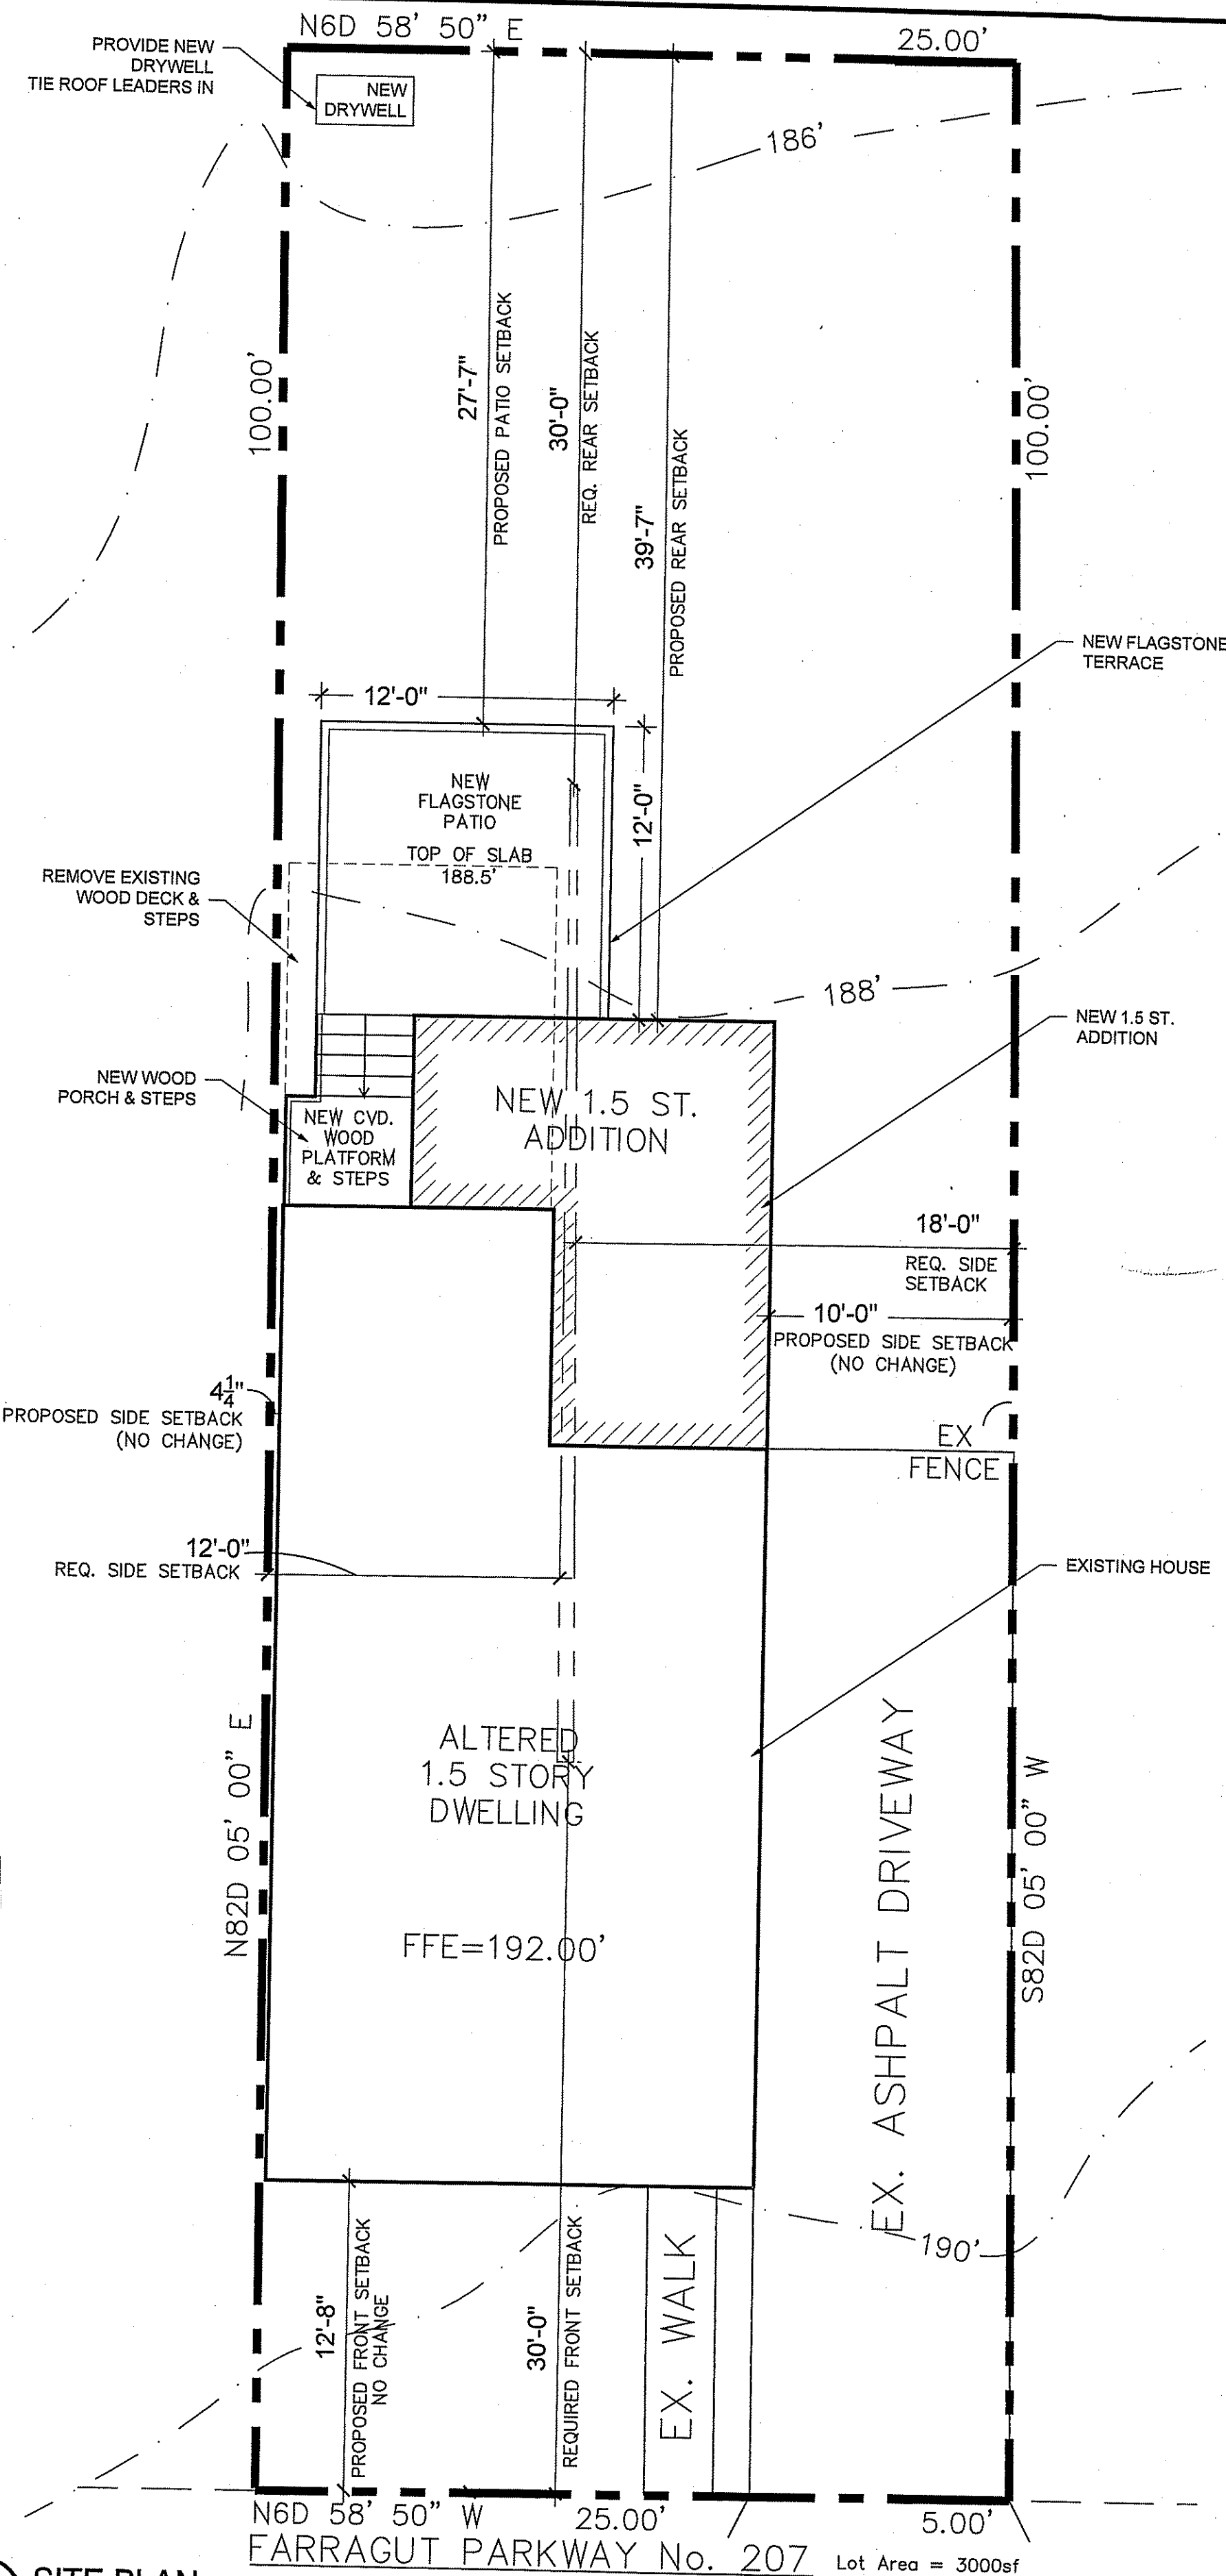 N6D 58' 50" E
25.00'
PROVIDE NEW
DRYWELL
TIE ROOF LEADERS IN
NEW
DRYWELL
186'
100.00'
27'-7"
PROPOSED PATIO SETBACK
30'-0"
REQ. REAR SETBACK
39'-7"
PROPOSED REAR SETBACK
100.00'
NEW FLAGSTONE
TERRACE
12'-0"
12'-0"
NEW
FLAGSTONE
PATIO
TOP OF SLAB
188.5'
REMOVE EXISTING
WOOD DECK &
STEPS
188'
NEW 1.5 ST.
ADDITION
NEW WOOD
PORCH & STEPS
NEW CVD.
WOOD
PLATFORM
& STEPS
NEW 1.5 ST.
ADDITION
18'-0"
REQ. SIDE
SETBACK
10'-0"
PROPOSED SIDE SETBACK
(NO CHANGE)
4 1/4"
PROPOSED SIDE SETBACK
(NO CHANGE)
EX
FENCE
12'-0"
REQ. SIDE SETBACK
EXISTING HOUSE
ALTERED
1.5 STORY
DWELLING
FFE=192.00'
N82D 05' 00" E
EX. ASHPALT DRIVEWAY
S82D 05' 00" W
190'
12'-8"
PROPOSED FRONT SETBACK
NO CHANGE
30'-0"
REQUIRED FRONT SETBACK
EX. WALK
N6D 58' 50" W
25.00'
5.00'
FARRAGUT PARKWAY No. 207
Lot Area = 3000sf
SITE PLAN